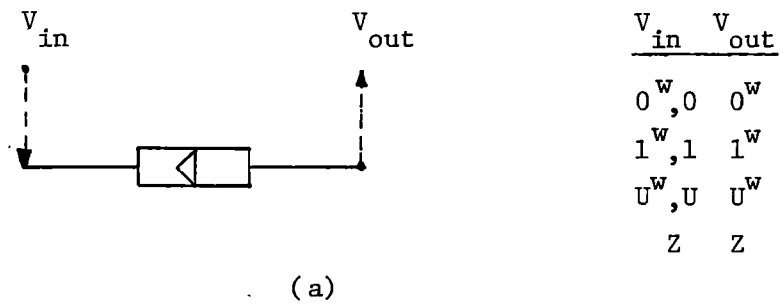 V_in V_out V_in V_out
0^W,0 0^W
1^W,1 1^W
U^W,U U^W
Z Z
(a)